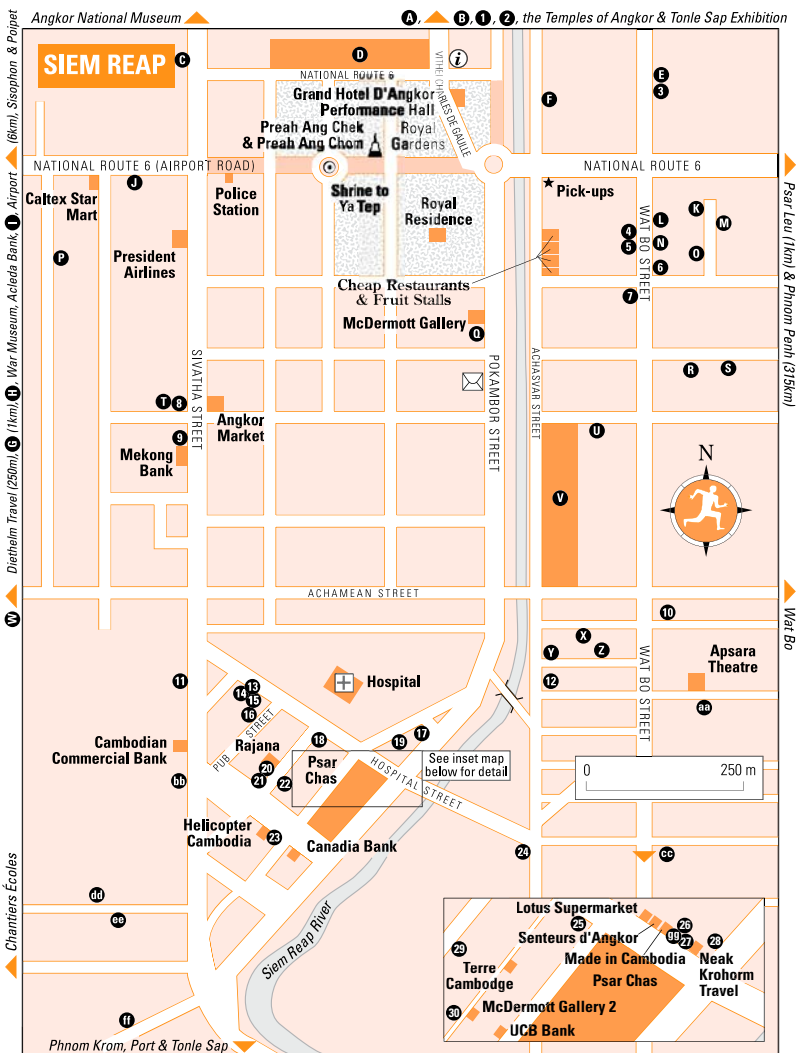 Angkor National Museum
A, B, 1, 2, the Temples of Angkor & Tonle Sap Exhibition
SIEM REAP
C
D
i
E
3
F
NATIONAL ROUTE 6
VITHEI CHARLES DE GAULLE
Grand Hotel D'Angkor
Performance Hall
Preah Ang Chek
& Preah Ang Chom
Royal
Gardens
NATIONAL ROUTE 6 (AIRPORT ROAD)
NATIONAL ROUTE 6
Caltex Star
Mart
J
Police
Station
Shrine to
Ya Tep
Royal
Residence
Pick-ups
WAT BO STREET
K
L
M
4
5
N
O
6
7
P
President
Airlines
Cheap Restaurants
& Fruit Stalls
McDermott Gallery
Q
SIVATHA STREET
POKAMBOR STREET
ACHASVAR STREET
R
S
T
8
Angkor
Market
9
Mekong
Bank
U
V
N
ACHAMEAN STREET
10
X
Y
Z
12
WAT BO STREET
Apsara
Theatre
aa
11
13
14
15
16
Hospital
PUB STREET
Rajana
17
18
19
20
21
22
Cambodian
Commercial Bank
bb
Psar
Chas
HOSPITAL STREET
See inset map
below for detail
0
250 m
Helicopter
Cambodia
23
Canadia Bank
24
cc
dd
ee
ff
Siem Reap River
Lotus Supermarket
25
26
Senteurs d'Angkor
gg
27
28
Made in Cambodia
29
Terre
Cambodge
Psar Chas
Neak
Krohorm
Travel
30
McDermott Gallery 2
UCB Bank
Phnom Krom, Port & Tonle Sap
W
Diethelm Travel (250m), G (1km), H, War Museum, Acleda Bank, I, Airport (6km), Sisophon & Poipet
Chantiers Écoles
Psar Leu (1km) & Phnom Penh (315km)
Wat Bo